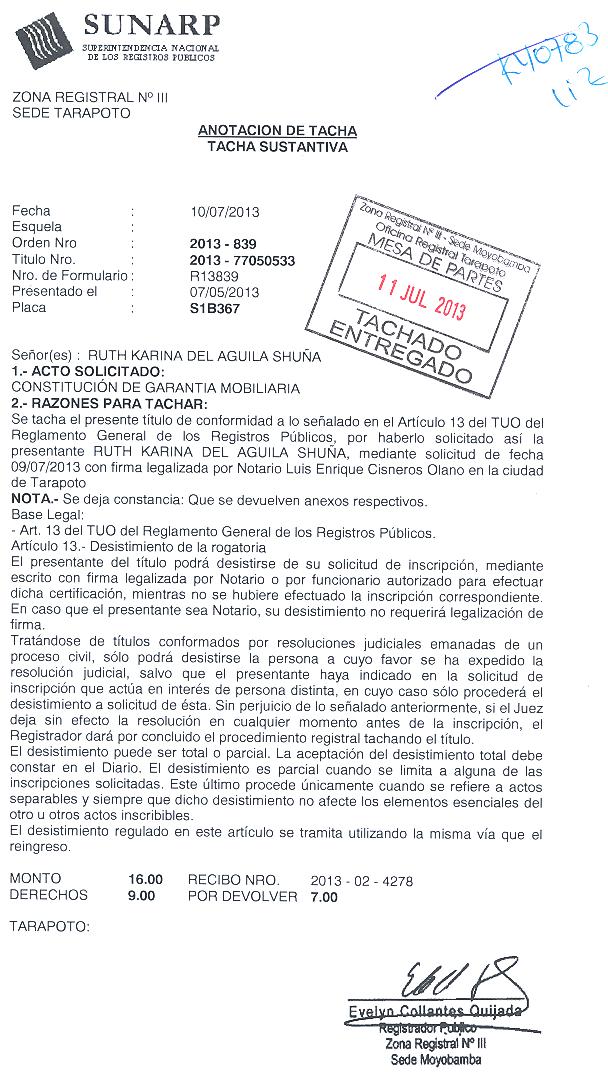 SUNARP
SUPERINTENDENCIA NACIONAL
DE LOS REGISTROS PUBLICOS
K40783
ZONA REGISTRAL Nº III
SEDE TARAPOTO
ANOTACION DE TACHA
TACHA SUSTANTIVA
Fecha : 10/07/2013
Esquela :
Orden Nro : 2013 - 839
Titulo Nro. : 2013 - 77050533
Nro. de Formulario : R13839
Presentado el : 07/05/2013
Placa : S1B367
Zona Registral Nº III - Sede Moyobamba
Oficina Registral Tarapoto
MESA DE PARTES
11 JUL 2013
TACHADO
ENTREGADO
Señor(es) : RUTH KARINA DEL AGUILA SHUÑA
1.- ACTO SOLICITADO:
CONSTITUCIÓN DE GARANTIA MOBILIARIA
2.- RAZONES PARA TACHAR:
Se tacha el presente título de conformidad a lo señalado en el Artículo 13 del TUO del
Reglamento General de los Registros Públicos, por haberlo solicitado así la
presentante RUTH KARINA DEL AGUILA SHUÑA, mediante solicitud de fecha
09/07/2013 con firma legalizada por Notario Luis Enrique Cisneros Olano en la ciudad
de Tarapoto
NOTA.- Se deja constancia: Que se devuelven anexos respectivos.
Base Legal:
- Art. 13 del TUO del Reglamento General de los Registros Públicos.
Artículo 13.- Desistimiento de la rogatoria
El presentante del título podrá desistirse de su solicitud de inscripción, mediante
escrito con firma legalizada por Notario o por funcionario autorizado para efectuar
dicha certificación, mientras no se hubiere efectuado la inscripción correspondiente.
En caso que el presentante sea Notario, su desistimiento no requerirá legalización de
firma.
Tratándose de títulos conformados por resoluciones judiciales emanadas de un
proceso civil, sólo podrá desistirse la persona a cuyo favor se ha expedido la
resolución judicial, salvo que el presentante haya indicado en la solicitud de
inscripción que actúa en interés de persona distinta, en cuyo caso sólo procederá el
desistimiento a solicitud de ésta. Sin perjuicio de lo señalado anteriormente, si el Juez
deja sin efecto la resolución en cualquier momento antes de la inscripción, el
Registrador dará por concluido el procedimiento registral tachando el título.
El desistimiento puede ser total o parcial. La aceptación del desistimiento total debe
constar en el Diario. El desistimiento es parcial cuando se limita a alguna de las
inscripciones solicitadas. Este último procede únicamente cuando se refiere a actos
separables y siempre que dicho desistimiento no afecte los elementos esenciales del
otro u otros actos inscribibles.
El desistimiento regulado en este artículo se tramita utilizando la misma vía que el
reingreso.
MONTO 16.00 RECIBO NRO. 2013 - 02 - 4278
DERECHOS 9.00 POR DEVOLVER 7.00
TARAPOTO:
Evelyn Collantes Quijada
Registrador Publico
Zona Registral Nº III
Sede Moyobamba